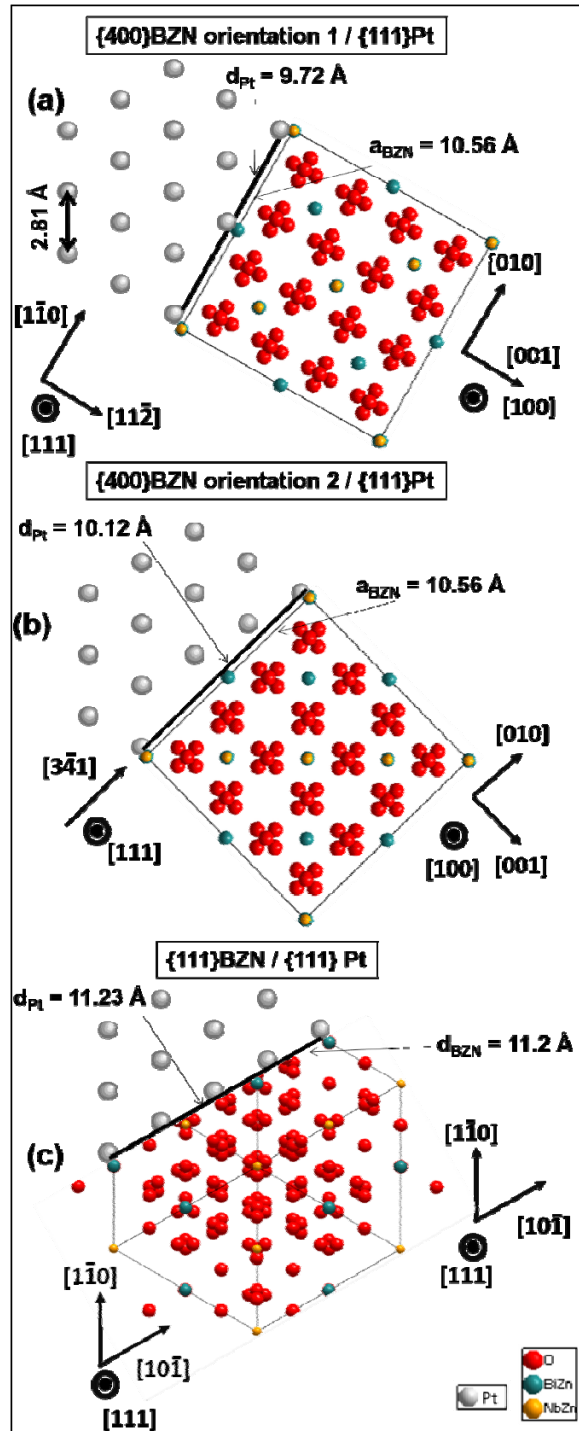 {400}BZN orientation 1 / {111}Pt
(a)
d_Pt = 9.72 Å
a_BZN = 10.56 Å
2.81 Å
[11̄0]
[112̄]
[111]
[010]
[001]
[100]
{400}BZN orientation 2 / {111}Pt
d_Pt = 10.12 Å
a_BZN = 10.56 Å
(b)
[34̄1]
[111]
[010]
[100]
[001]
{111}BZN / {111} Pt
d_Pt = 11.23 Å
d_BZN = 11.2 Å
(c)
[11̄0]
[101̄]
[111]
[11̄0]
[101̄]
[111]
Pt
O
BiZn
NbZn